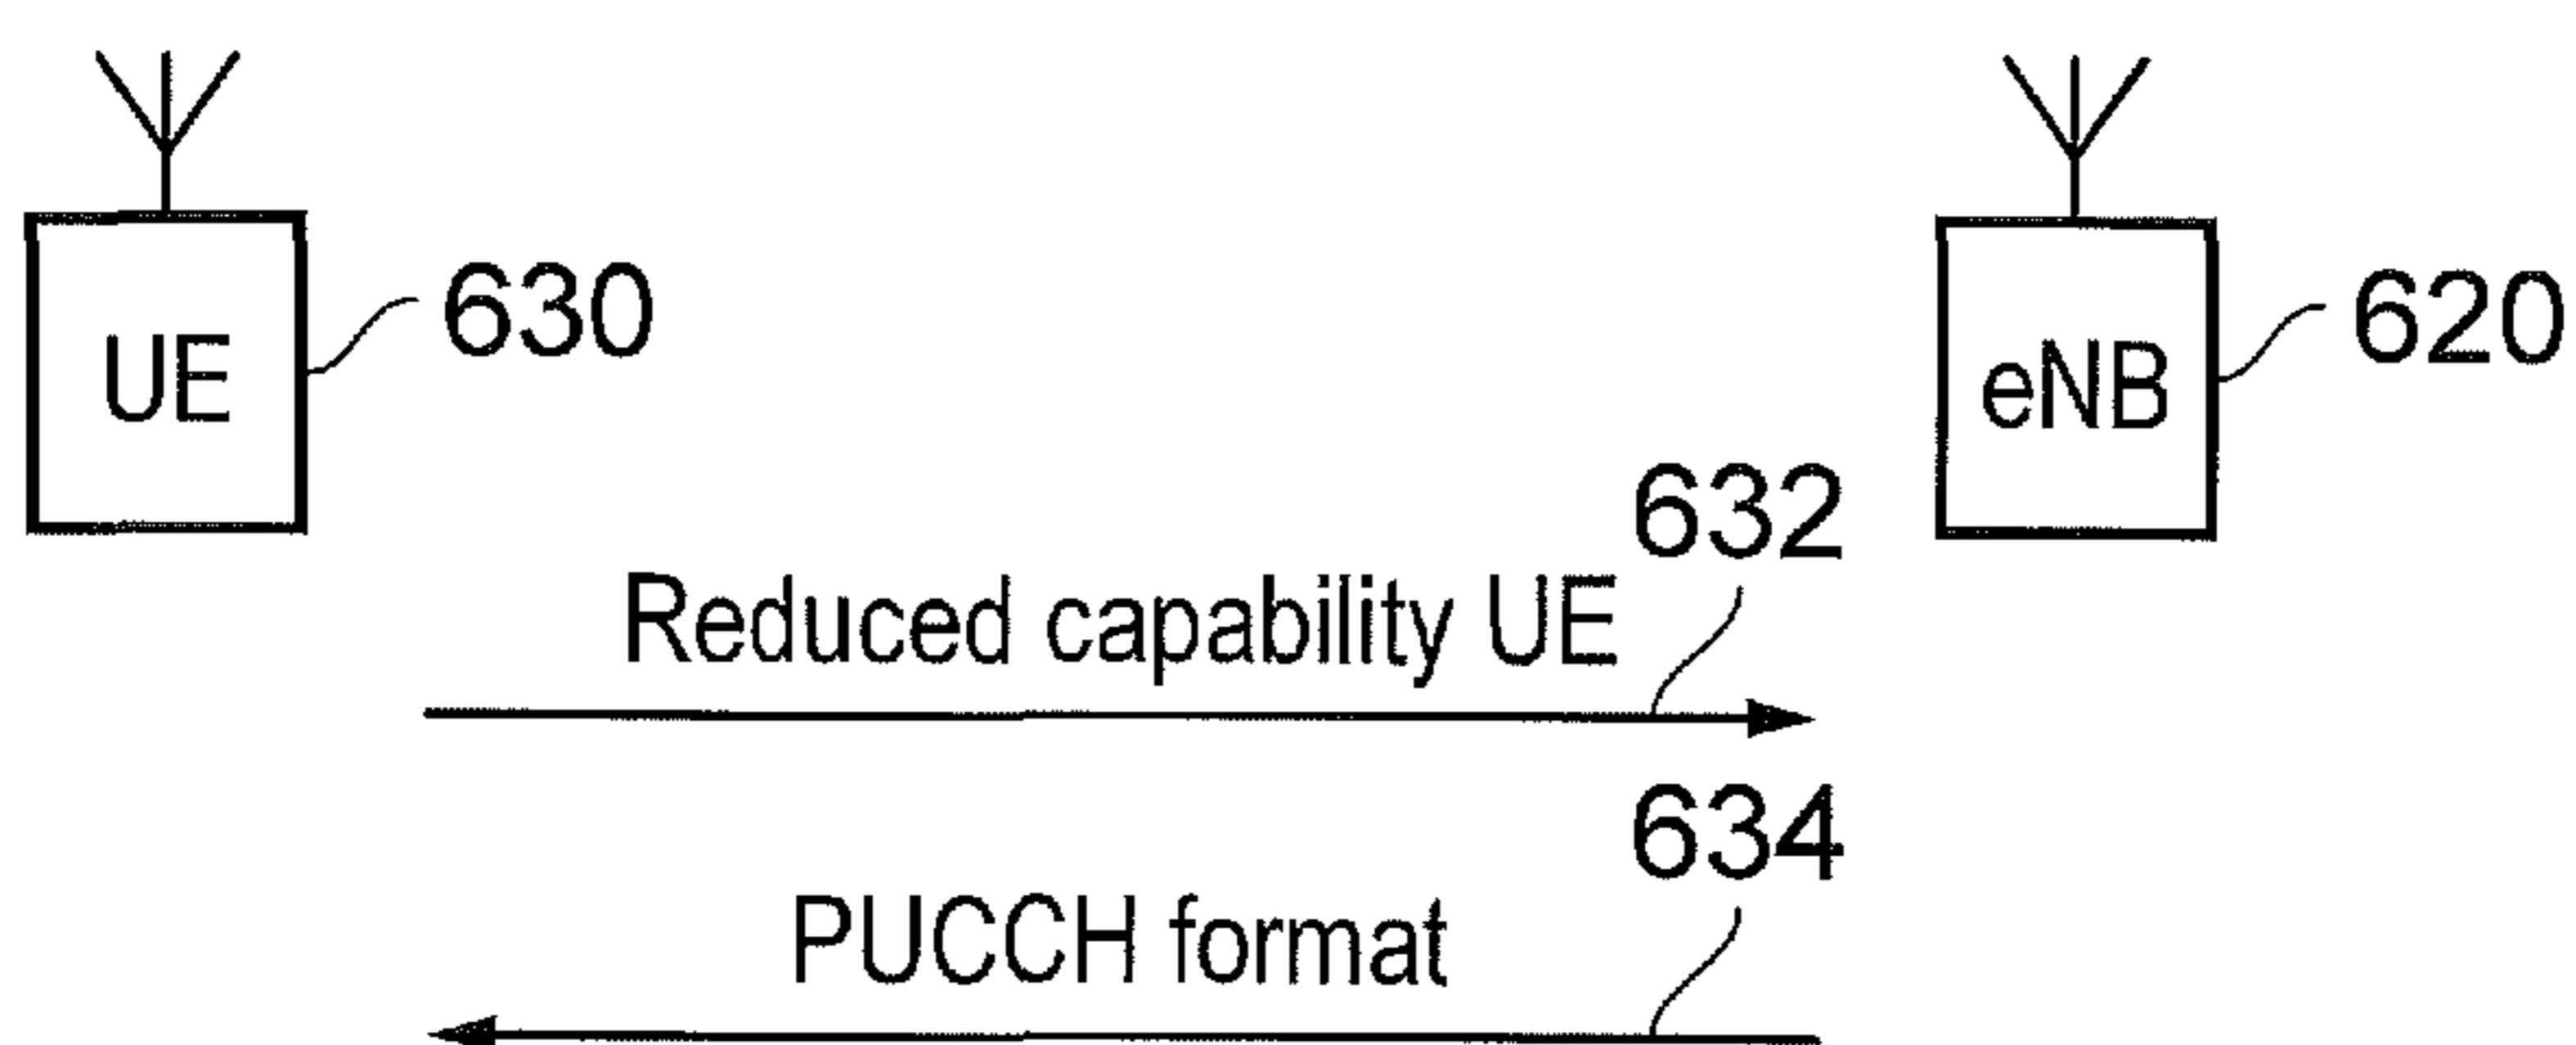 UE
630
eNB
620
632
Reduced capability UE
634
PUCCH format